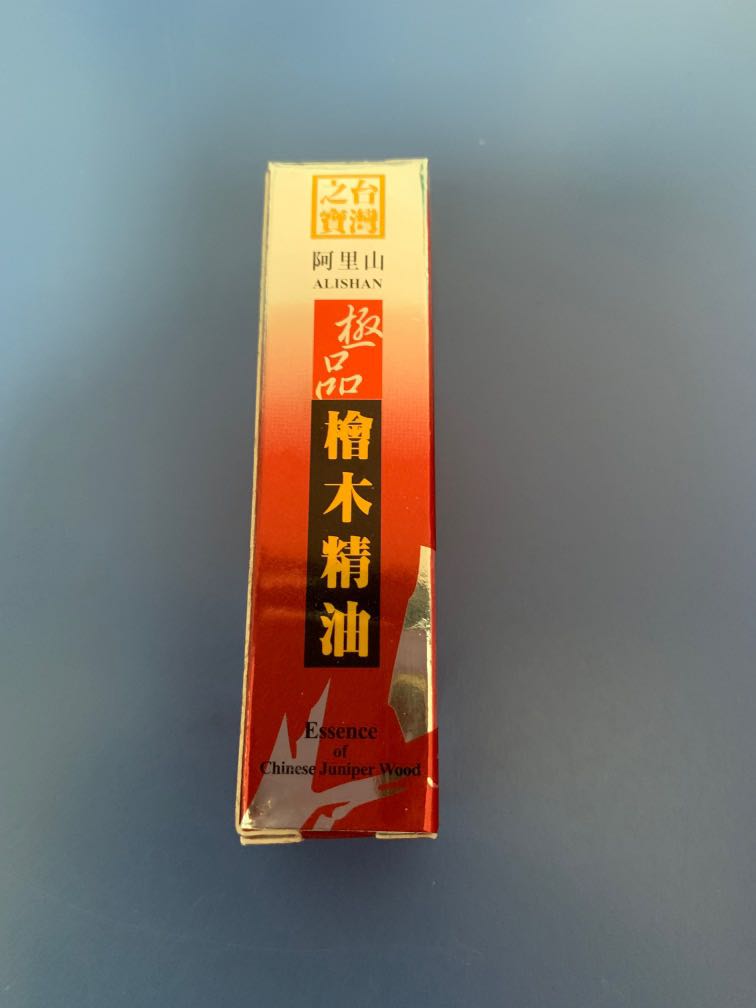 台灣
之寶
阿里山
ALISHAN
極品
檜木精油
Essence
of
Chinese Juniper Wood